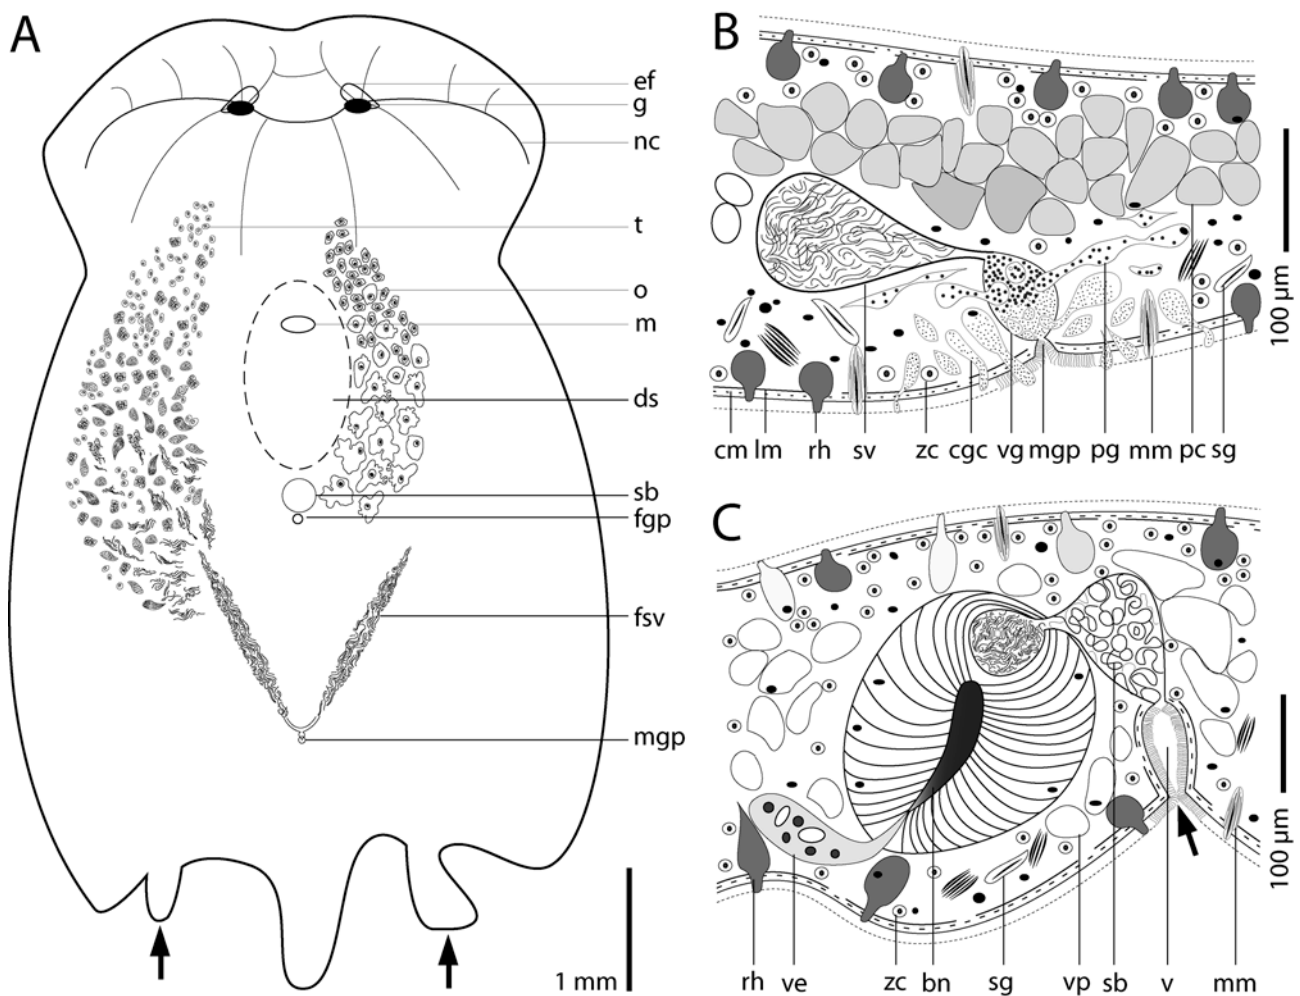 A
ef
g
nc
t
o
m
ds
sb
fgp
fsv
mgp
1 mm
B
100 µm
cm lm rh sv zc cgc vg mgp pg mm pc sg
C
100 µm
rh ve zc bn sg vp sb v mm